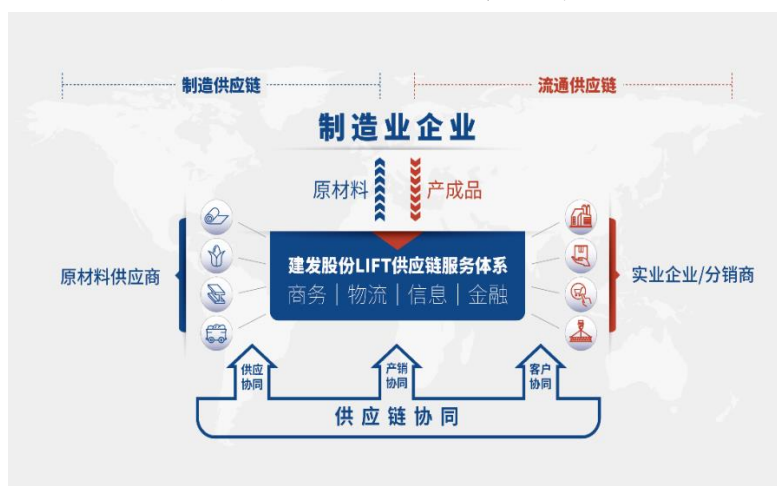 制造供应链
流通供应链
制造业企业
原材料
产成品
原材料供应商
建发股份LIFT供应链服务体系
商务｜物流｜信息｜金融
实业企业/分销商
供应
协同
产销
协同
客户
协同
供应链协同